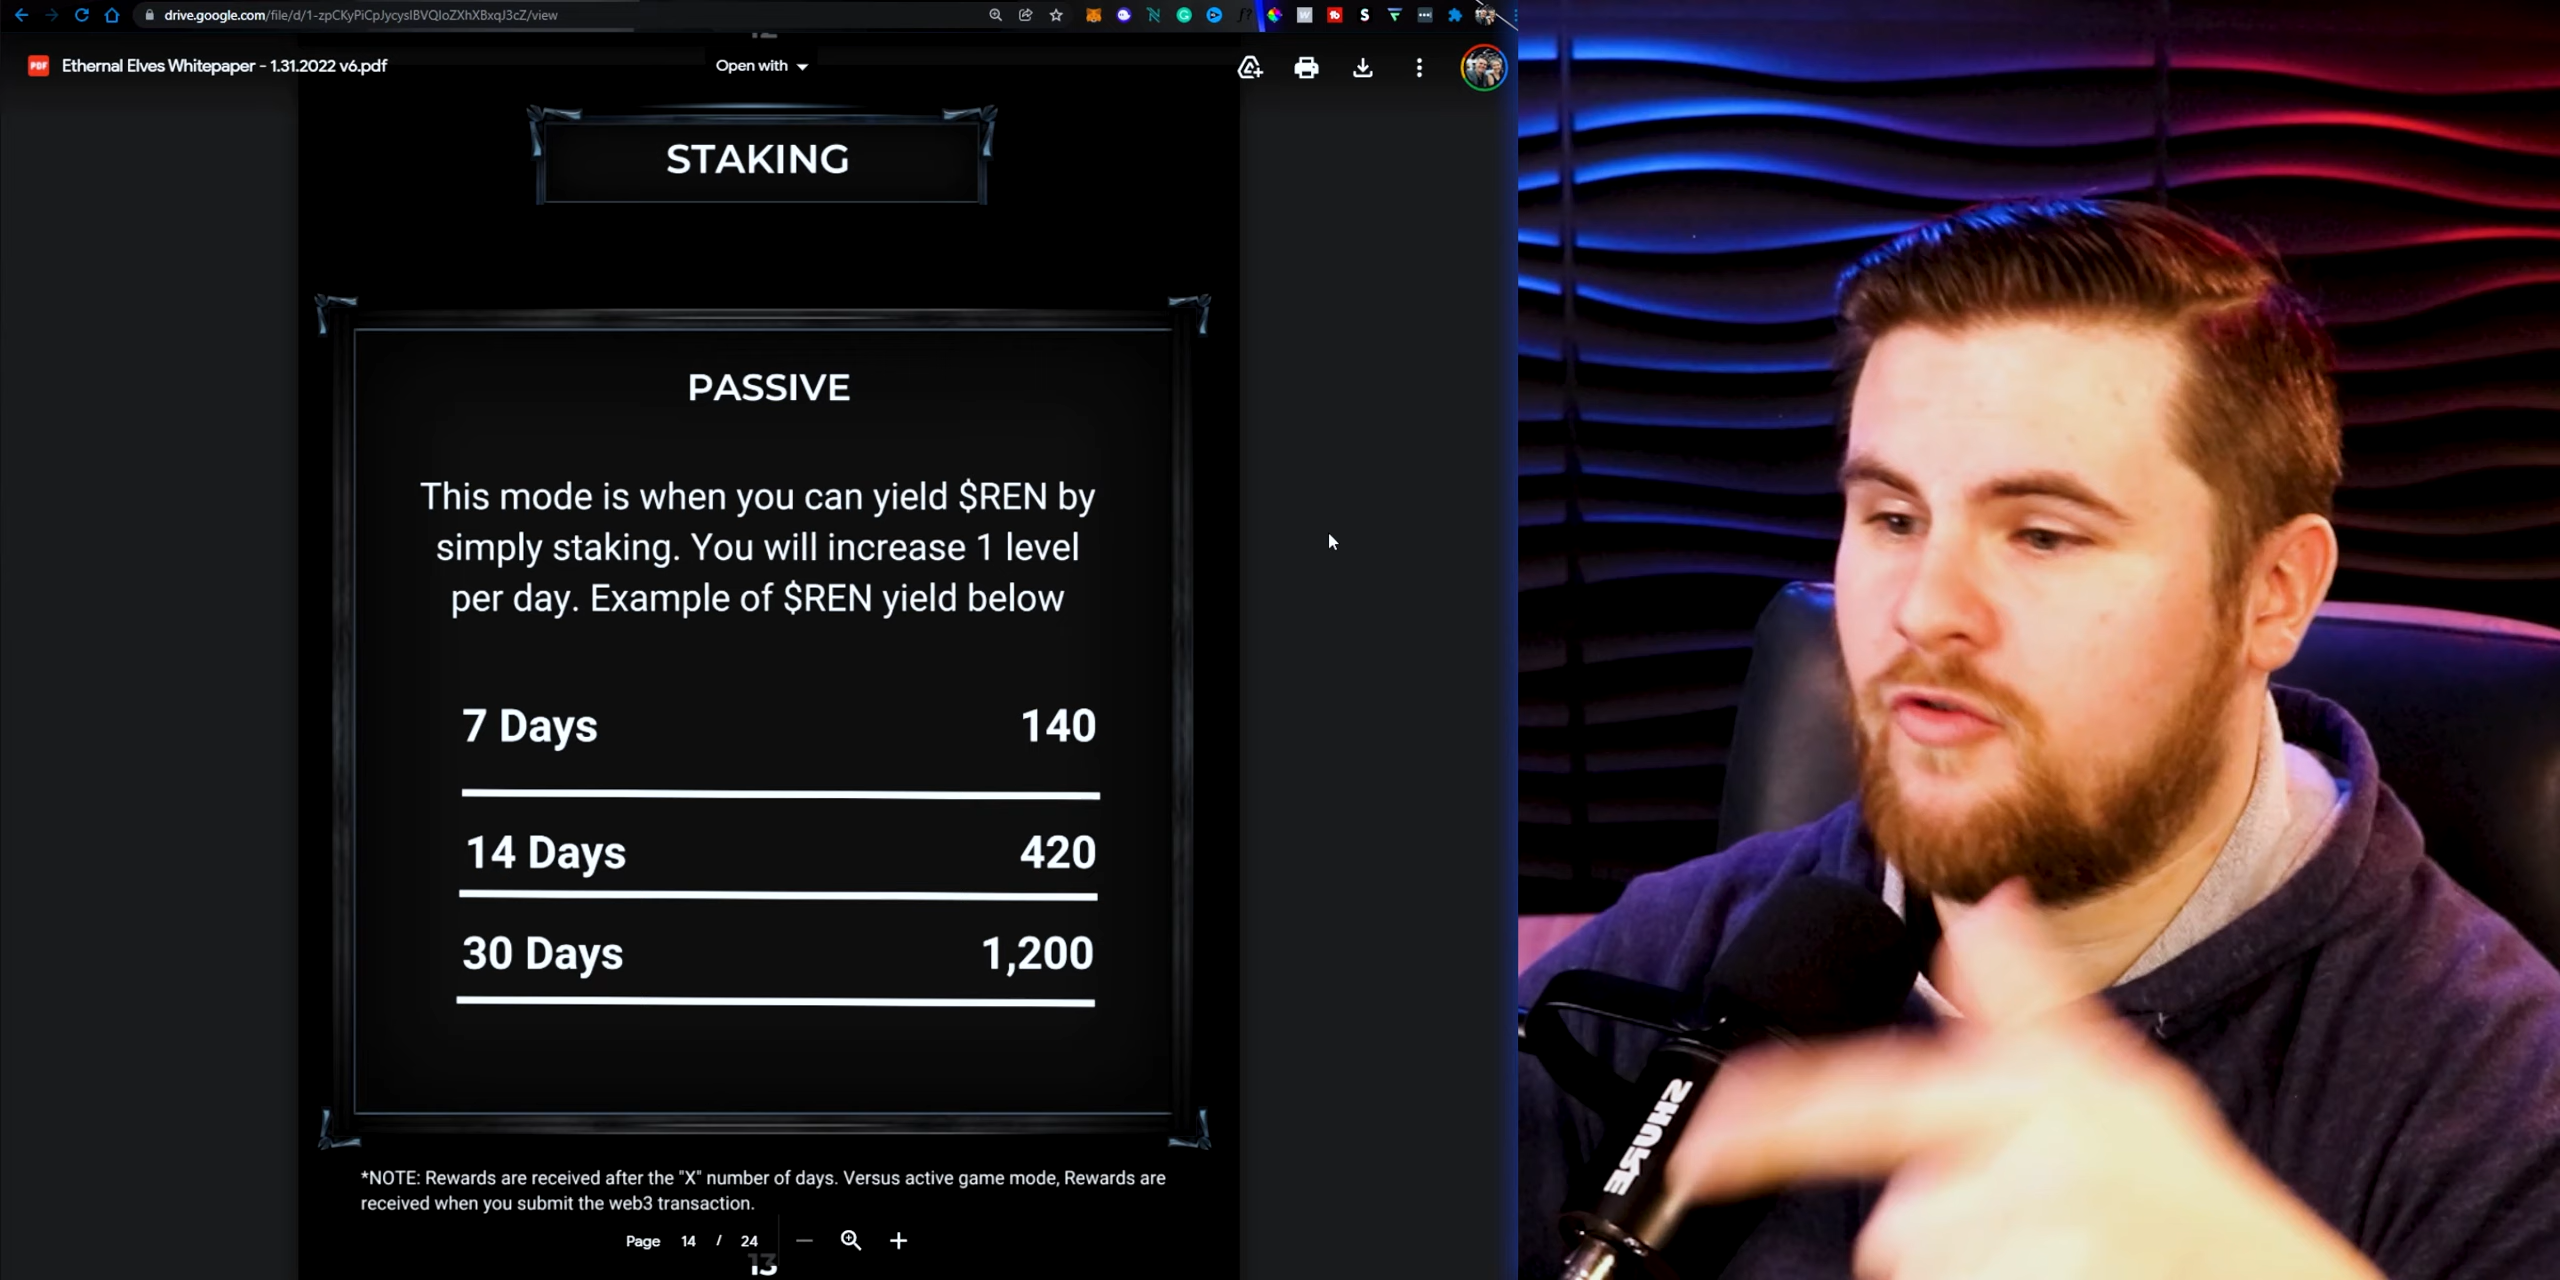 drive.google.com/file/d/1-zpCKyPiCpJycysIBVQIoZXhXBxqJ3cZ/view
PDF
Ethernal Elves Whitepaper - 1.31.2022 v6.pdf
Open with
STAKING
PASSIVE
This mode is when you can yield $REN by
simply staking. You will increase 1 level
per day. Example of $REN yield below
7 Days 140
14 Days 420
30 Days 1,200
*NOTE: Rewards are received after the "X" number of days. Versus active game mode, Rewards are
received when you submit the web3 transaction.
Page 14 / 24
13
SHURE